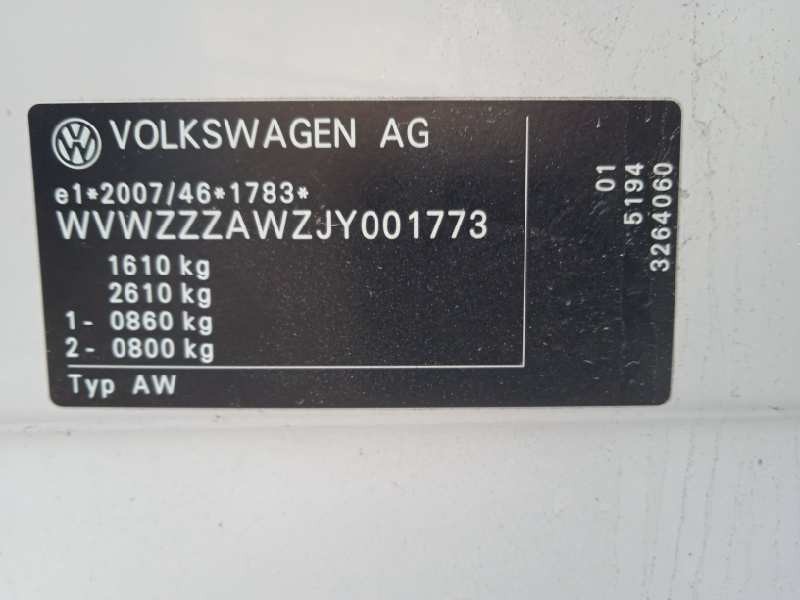 VOLKSWAGEN AG
e1*2007/46*1783*
WVWZZZAWZJY001773
1610 kg
2610 kg
1- 0860 kg
2- 0800 kg
Typ AW
01
5194
3264060